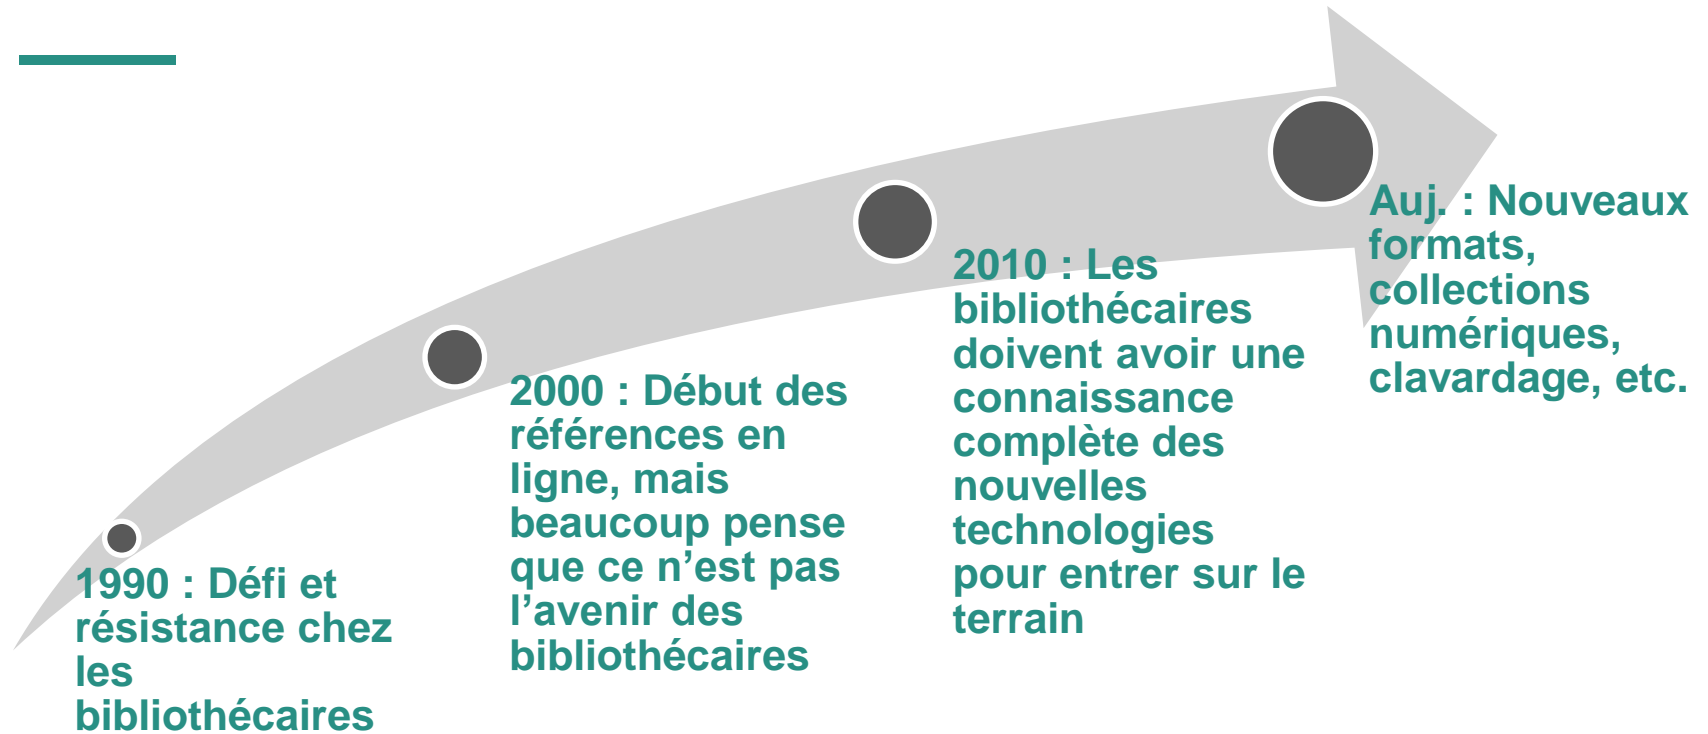 1990 : Défi et
résistance chez
les
bibliothécaires
2000 : Début des
références en
ligne, mais
beaucoup pense
que ce n’est pas
l’avenir des
bibliothécaires
2010 : Les
bibliothécaires
doivent avoir une
connaissance
complète des
nouvelles
technologies
pour entrer sur le
terrain
Auj. : Nouveaux
formats,
collections
numériques,
clavardage, etc.